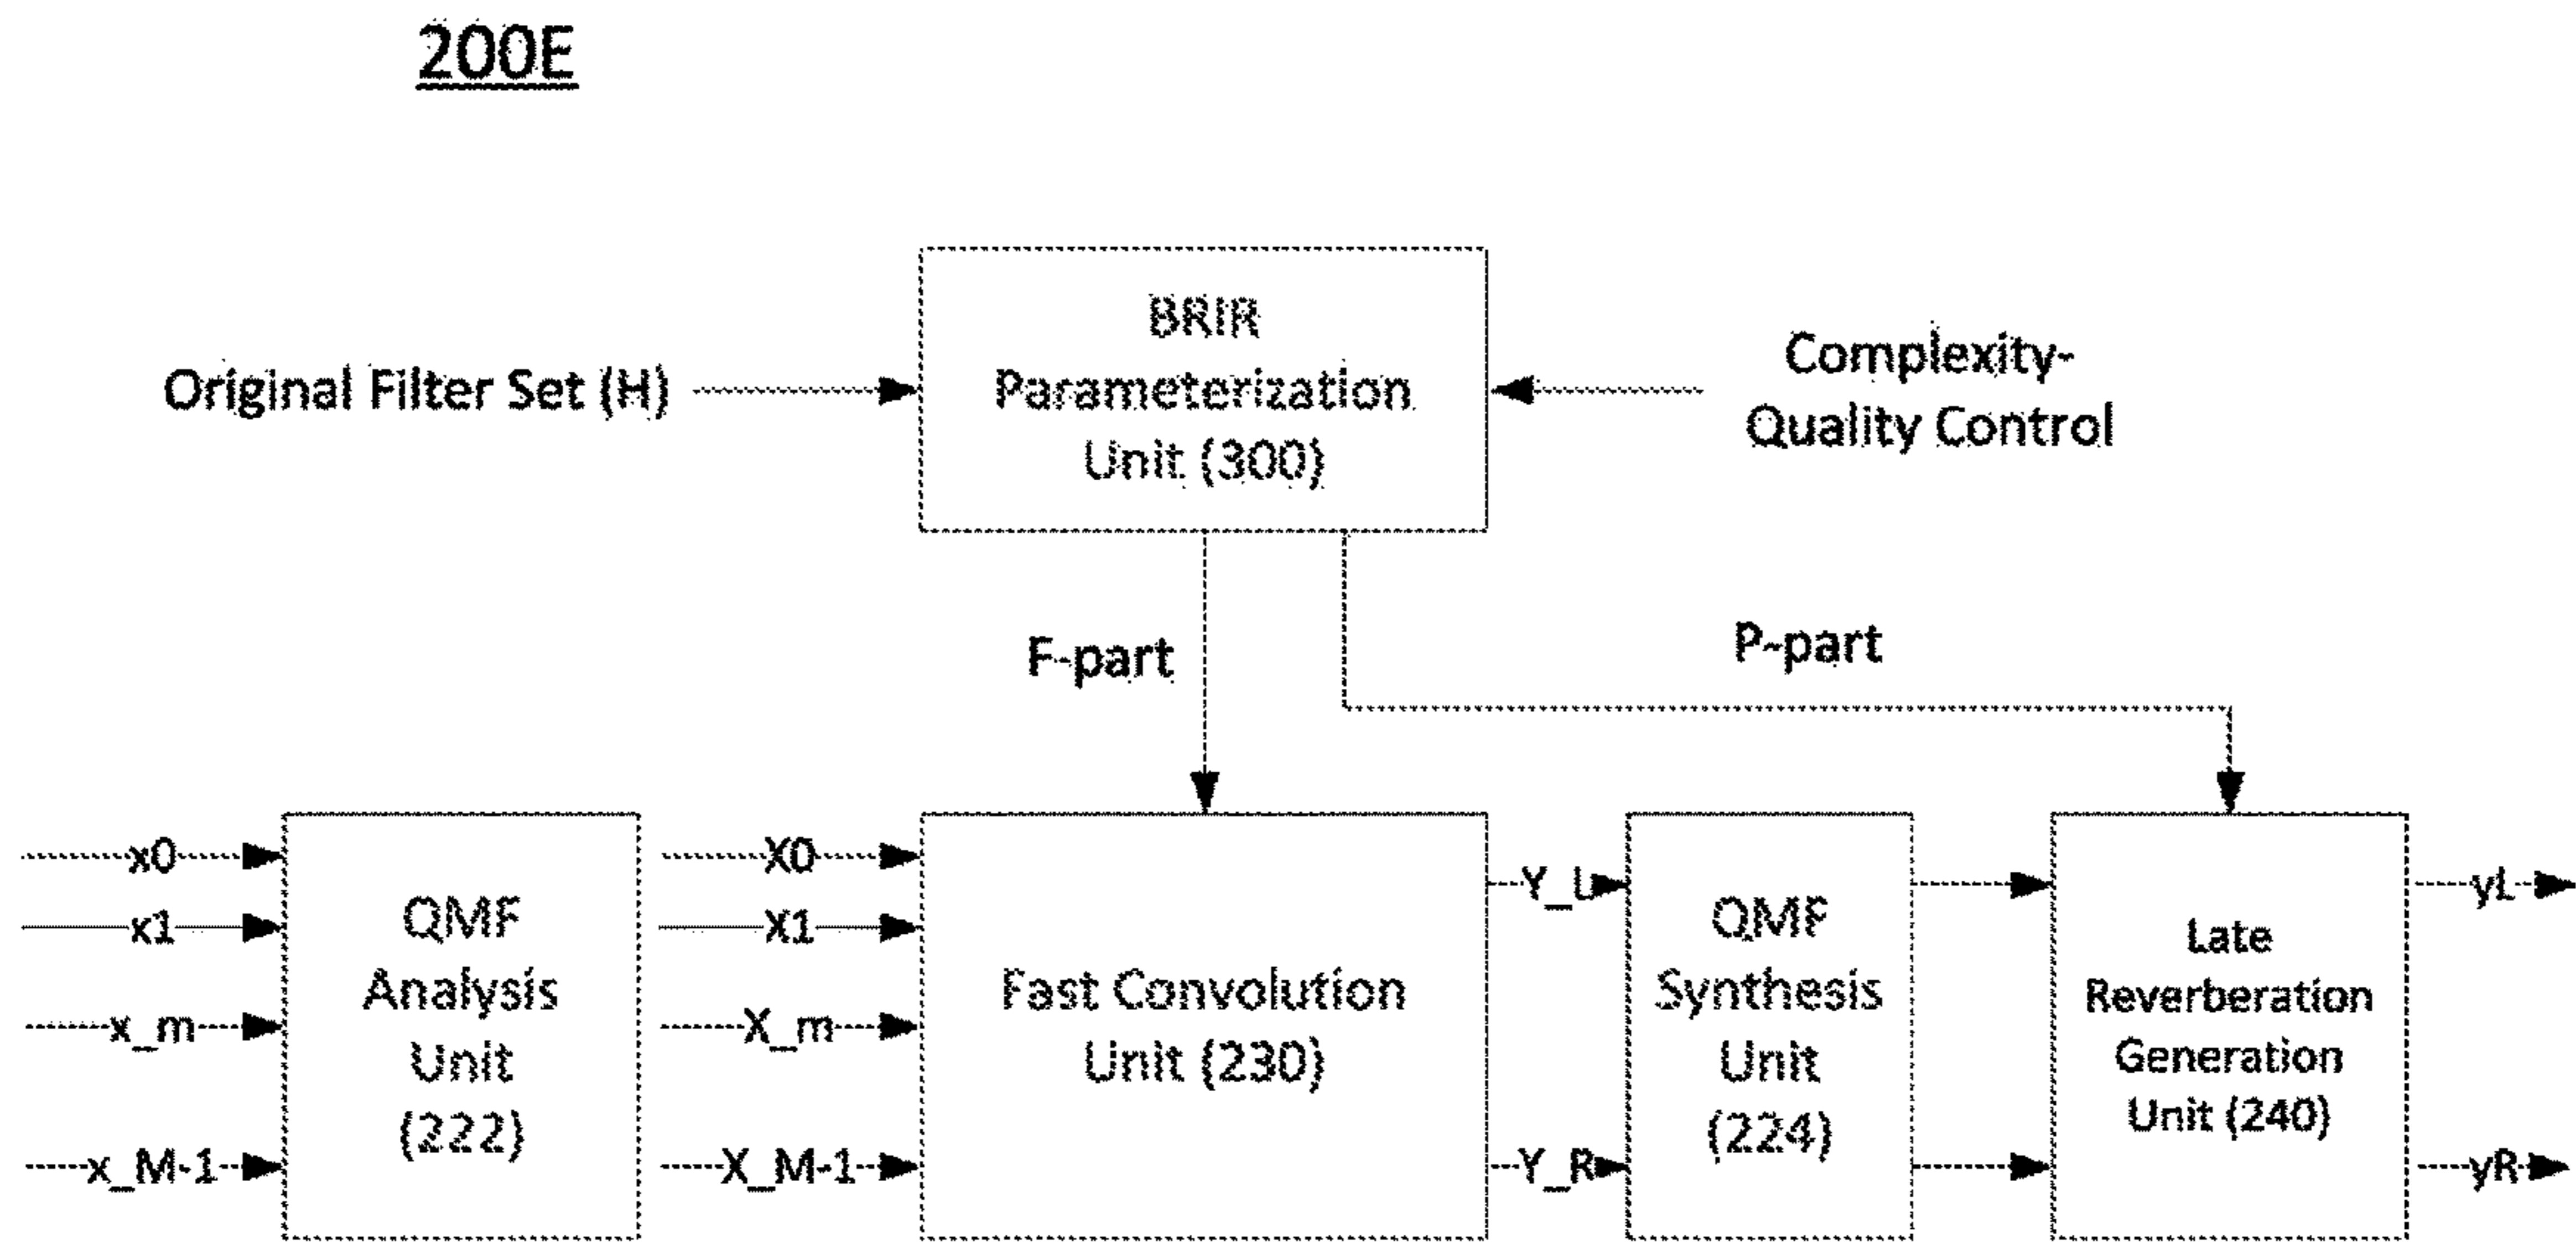 200E
Original Filter Set (H)
BRIR
Parameterization
Unit (300)
Complexity-
Quality Control
F-part
P-part
x0
x1
x_m
x_M-1
QMF
Analysis
Unit
(222)
X0
X1
X_m
X_M-1
Fast Convolution
Unit (230)
Y_L
Y_R
QMF
Synthesis
Unit
(224)
Late
Reverberation
Generation
Unit (240)
yL
yR